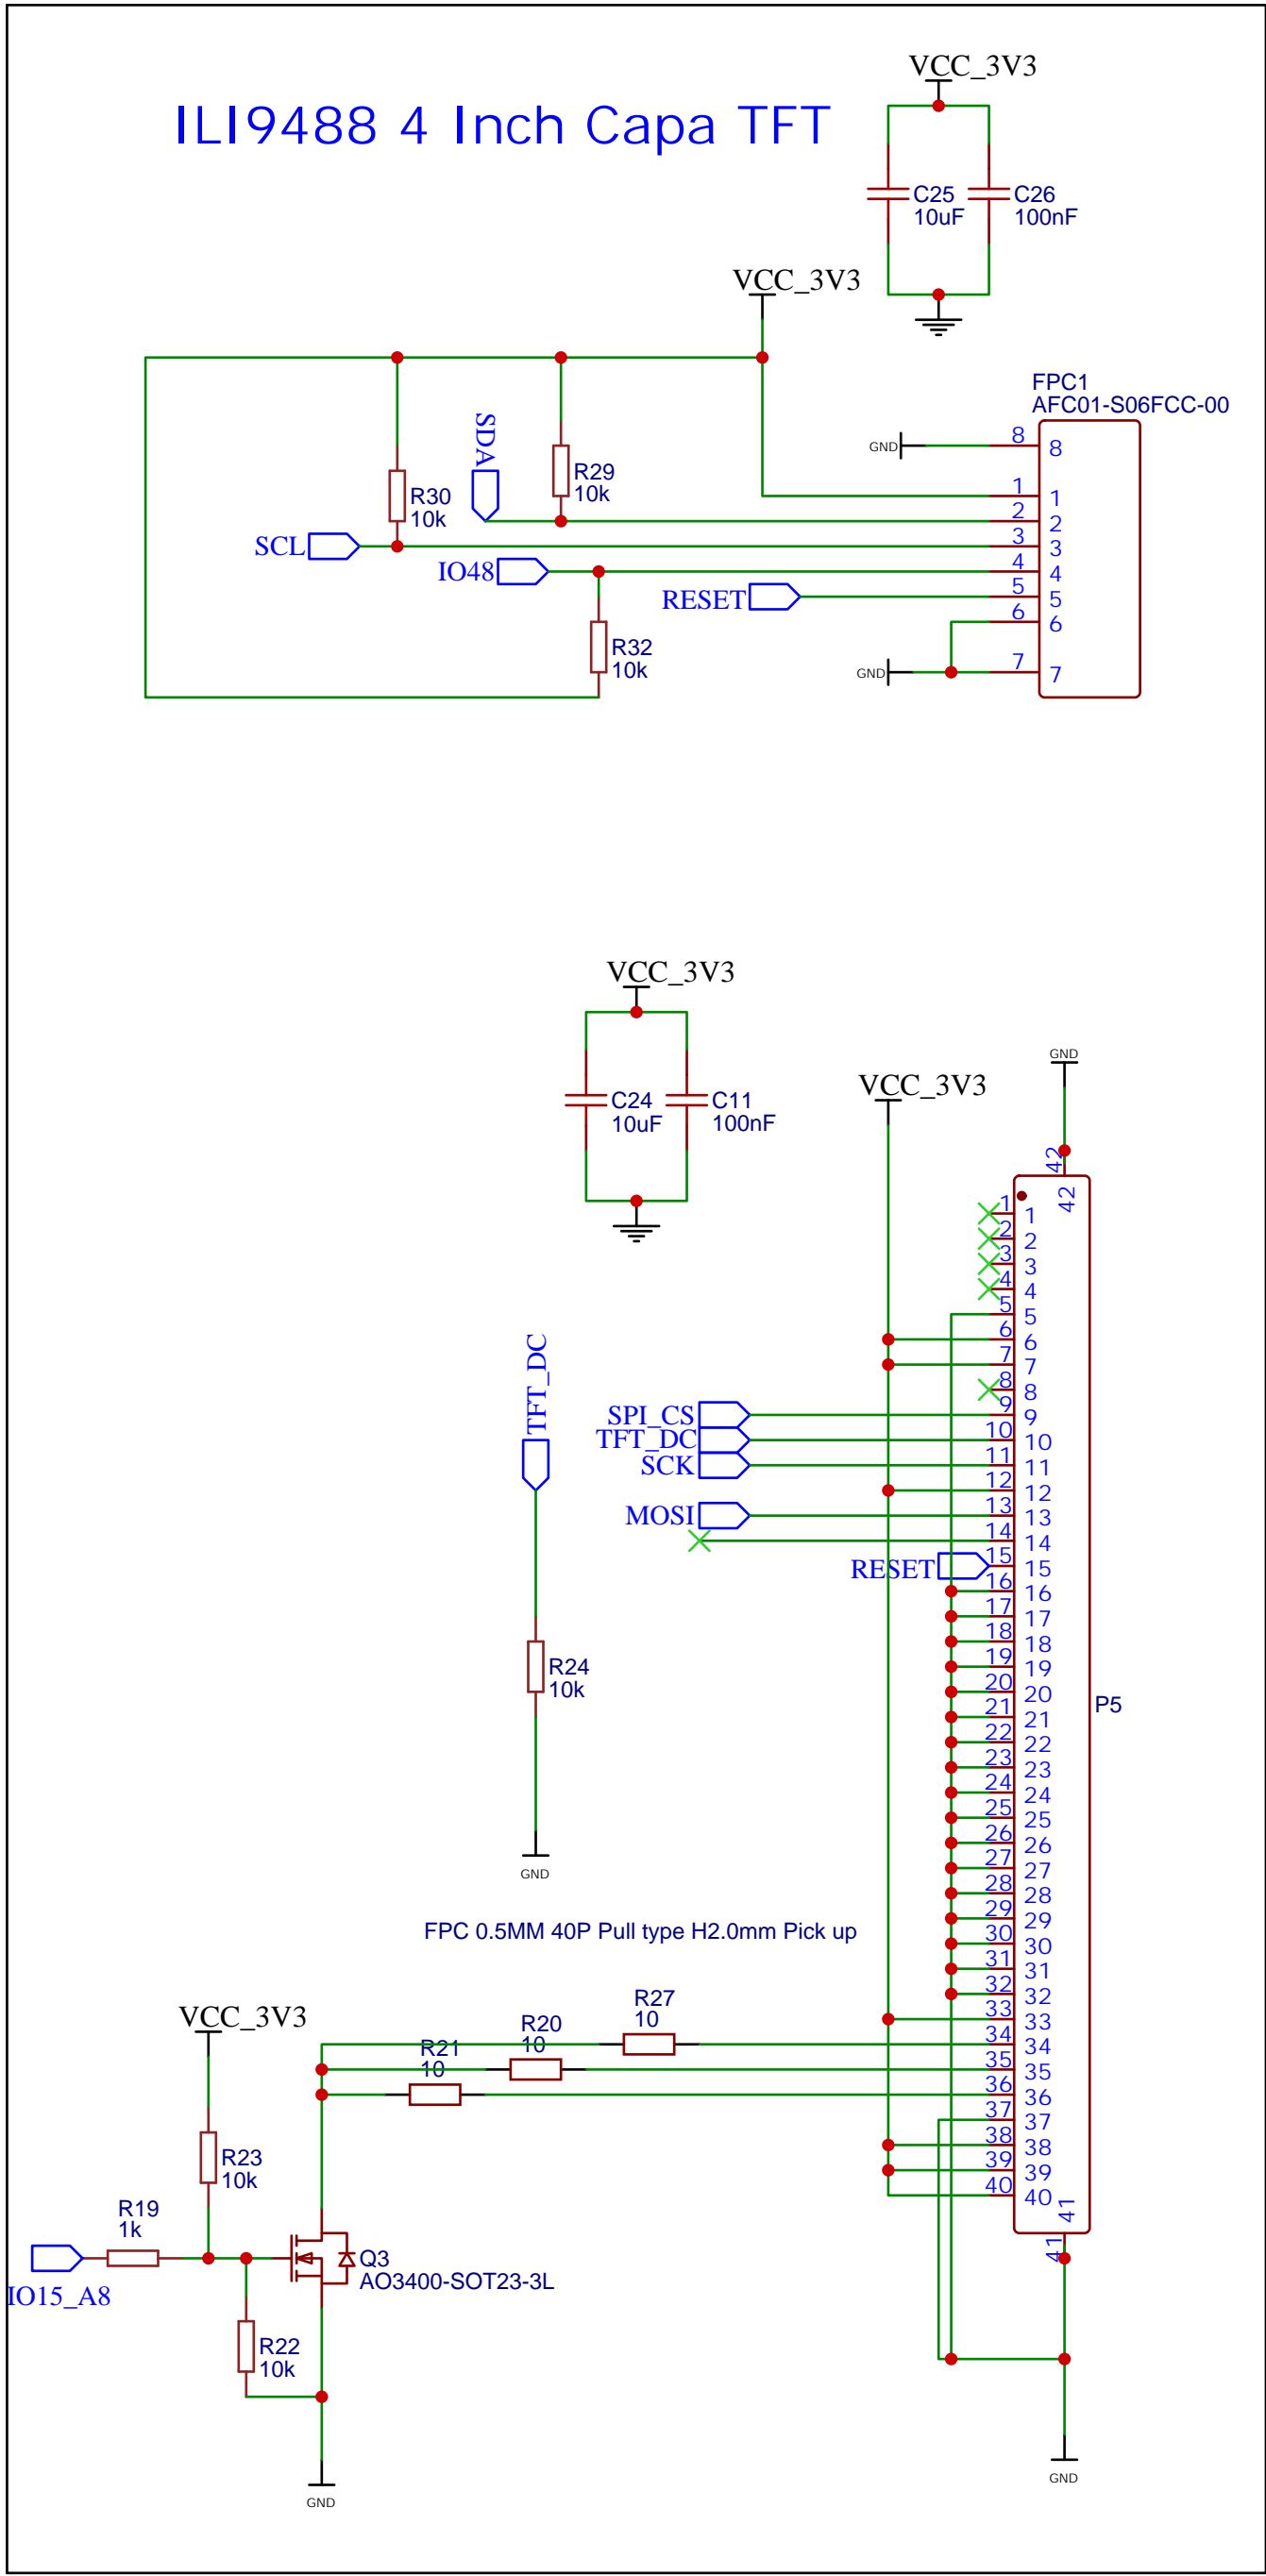 VCC_3V3
ILI9488 4 Inch Capa TFT
C25
10uF
C26
100nF
VCC_3V3
FPC1
AFC01-S06FCC-00
SDA
GND
8 8
R29
10k
R30
10k
1 1
2 2
SCL
3 3
IO48
4 4
RESET
5 5
6 6
R32
10k
GND
7 7
VCC_3V3
C24
10uF
C11
100nF
GND
VCC_3V3
42
42
1 1
2 2
3 3
4 4
5 5
6 6
7 7
8 8
TFT_DC
SPI_CS
9 9
TFT_DC
10 10
SCK
11 11
12 12
MOSI
13 13
14 14
RESET
15 15
16 16
17 17
18 18
19 19
R24
10k
20 20
P5
21 21
22 22
23 23
24 24
25 25
26 26
GND
27 27
28 28
29 29
FPC 0.5MM 40P Pull type H2.0mm Pick up
30 30
31 31
32 32
VCC_3V3
33 33
R27
10
34 34
R20
10
35 35
R21
10
36 36
37 37
38 38
39 39
40 40
41
41
R23
10k
R19
1k
IO15_A8
Q3
AO3400-SOT23-3L
R22
10k
GND
GND